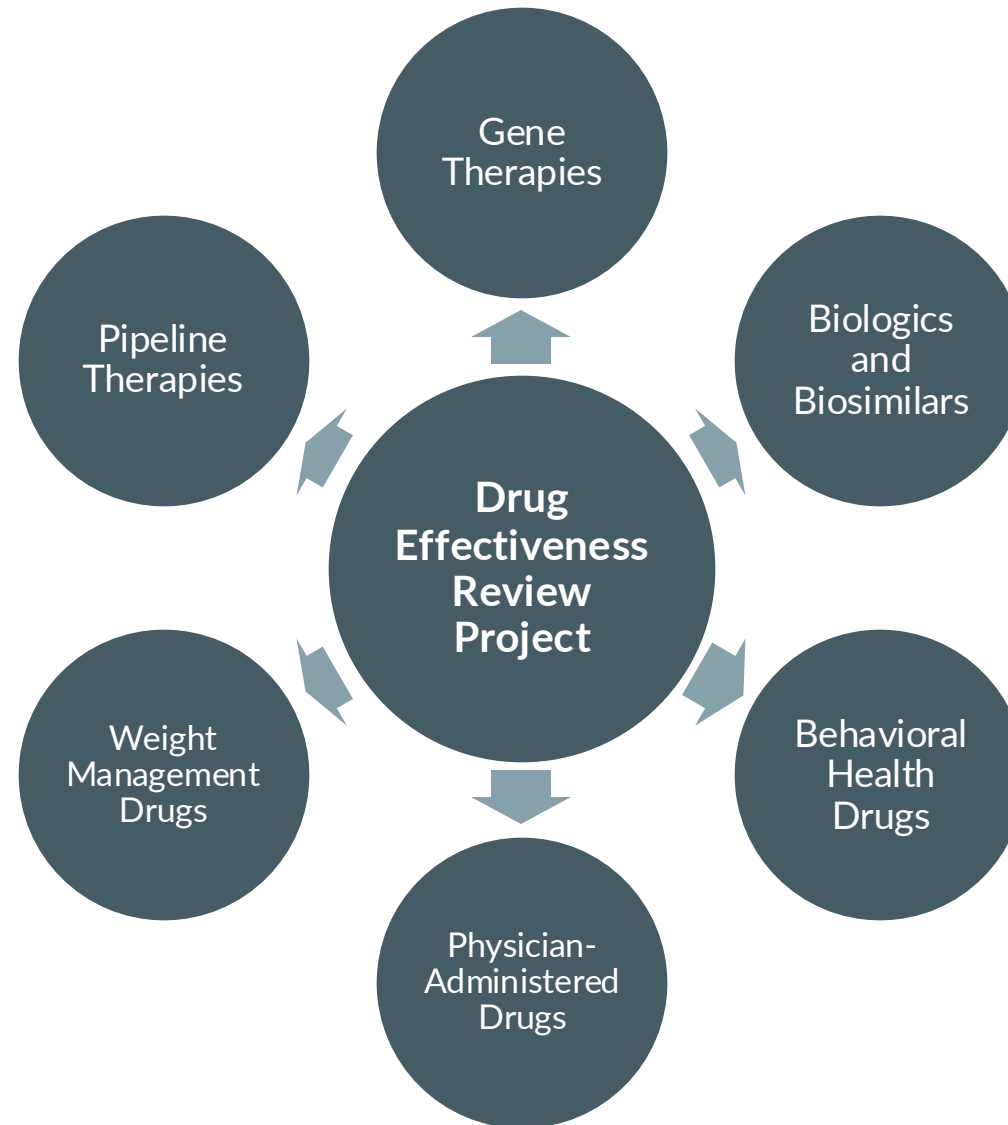 Gene
Therapies
Biologics
and
Biosimilars
Pipeline
Therapies
Drug
Effectiveness
Review
Project
Behavioral
Health
Drugs
Weight
Management
Drugs
Physician-
Administered
Drugs